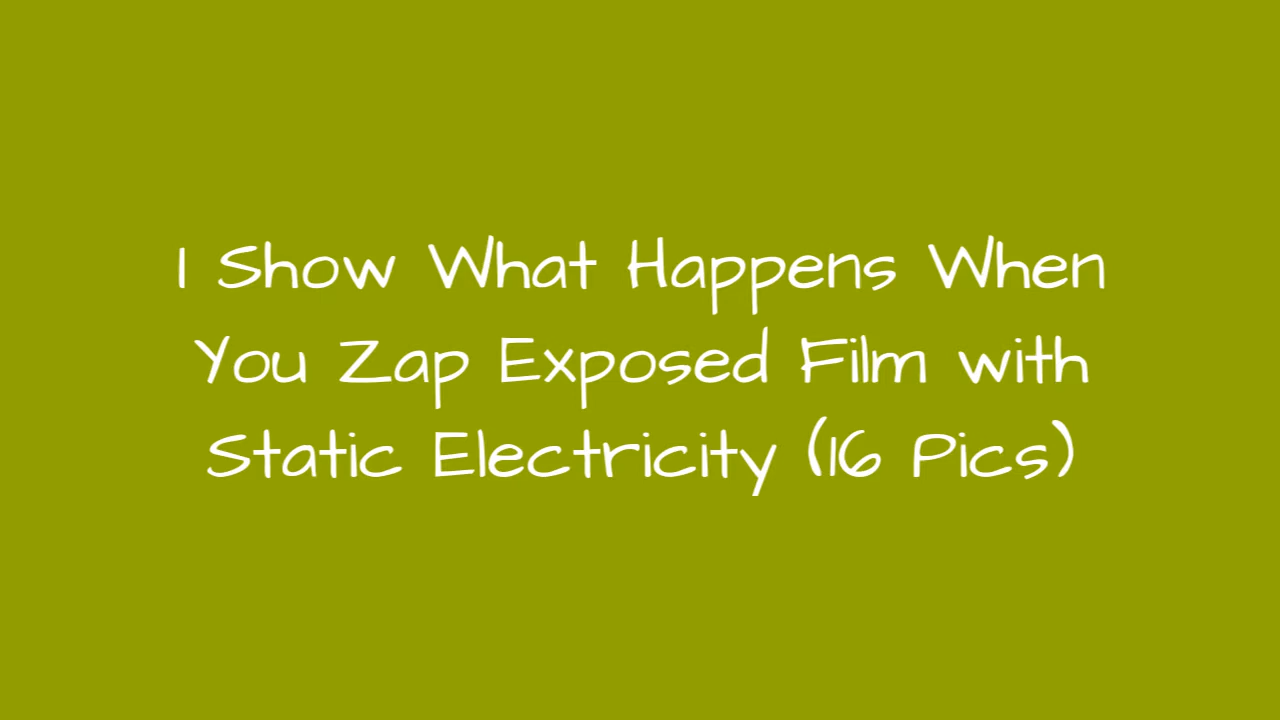 I Show What Happens When
You Zap Exposed Film with
Static Electricity (16 Pics)